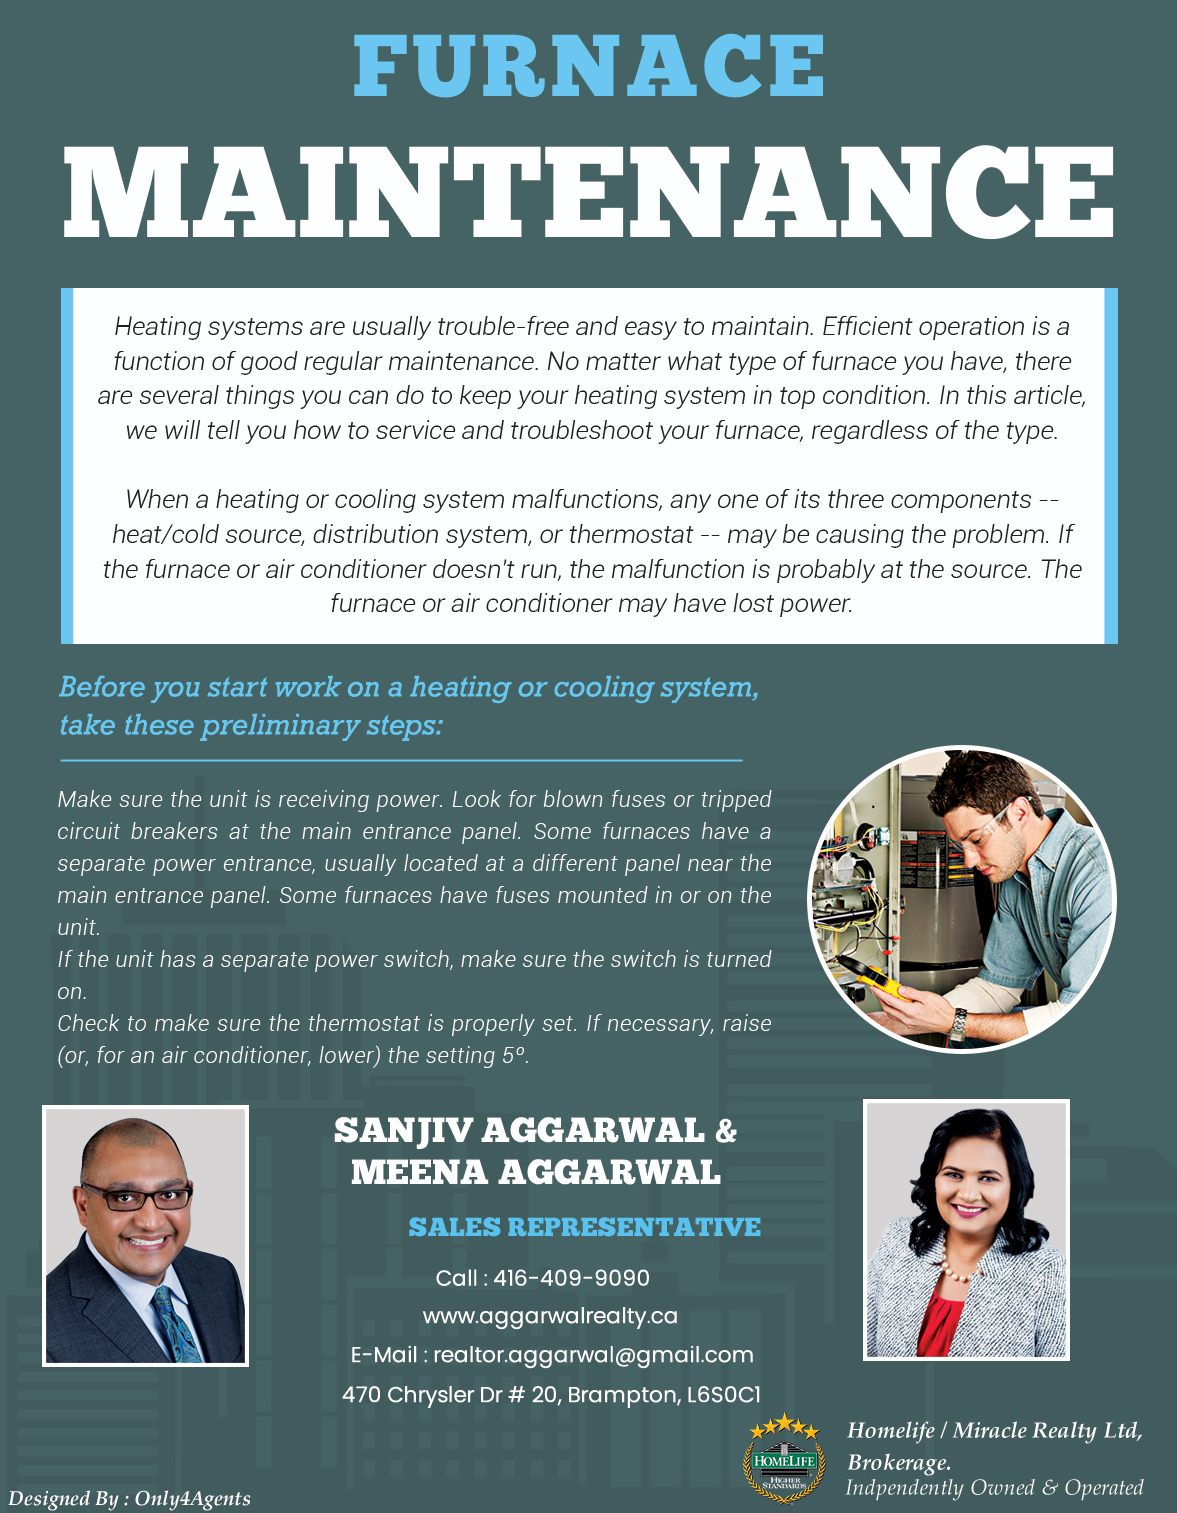 FURNACE
MAINTENANCE
Heating systems are usually trouble-free and easy to maintain. Efficient operation is a
function of good regular maintenance. No matter what type of furnace you have, there
are several things you can do to keep your heating system in top condition. In this article,
we will tell you how to service and troubleshoot your furnace, regardless of the type.
When a heating or cooling system malfunctions, any one of its three components --
heat/cold source, distribution system, or thermostat -- may be causing the problem. If
the furnace or air conditioner doesn't run, the malfunction is probably at the source. The
furnace or air conditioner may have lost power.
Before you start work on a heating or cooling system,
take these preliminary steps:
Make sure the unit is receiving power. Look for blown fuses or tripped
circuit breakers at the main entrance panel. Some furnaces have a
separate power entrance, usually located at a different panel near the
main entrance panel. Some furnaces have fuses mounted in or on the
unit.
If the unit has a separate power switch, make sure the switch is turned
on.
Check to make sure the thermostat is properly set. If necessary, raise
(or, for an air conditioner, lower) the setting 5º.
SANJIV AGGARWAL &
MEENA AGGARWAL
SALES REPRESENTATIVE
Call : 416-409-9090
www.aggarwalrealty.ca
E-Mail : realtor.aggarwal@gmail.com
470 Chrysler Dr # 20, Brampton, L6S0C1
HOMELIFE
HIGHER
STANDARDS
Homelife / Miracle Realty Ltd,
Brokerage.
Indpendently Owned & Operated
Designed By : Only4Agents